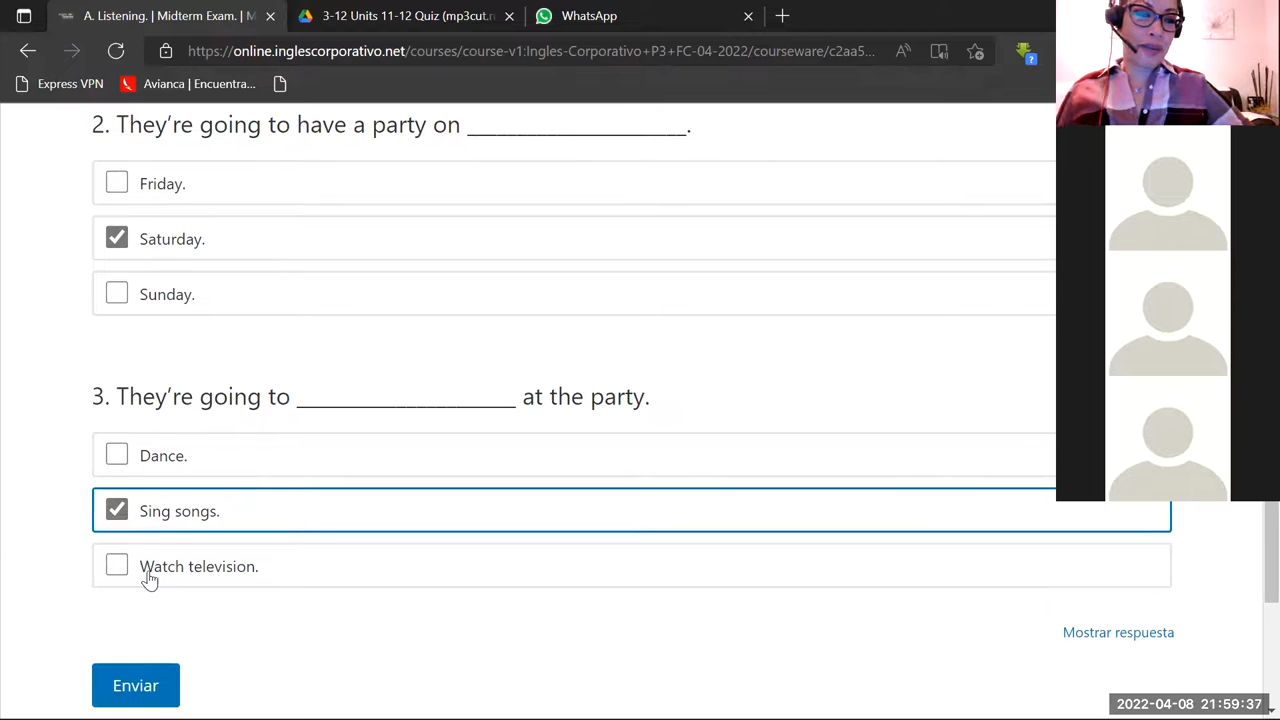 A. Listening. | Midterm Exam. | M
3-12 Units 11-12 Quiz
WhatsApp
https://online.inglescorporativo.net/courses/course-v1:Ingles-Corporativo+P3+FC-04-2022/courseware/c2aa5...
Express VPN
Avianca | Encuentra...
2. They’re going to have a party on ___________________.
Friday.
Saturday.
Sunday.
3. They’re going to ___________________ at the party.
Dance.
Sing songs.
Watch television.
Mostrar respuesta
Enviar
2022-04-08 21:59:37